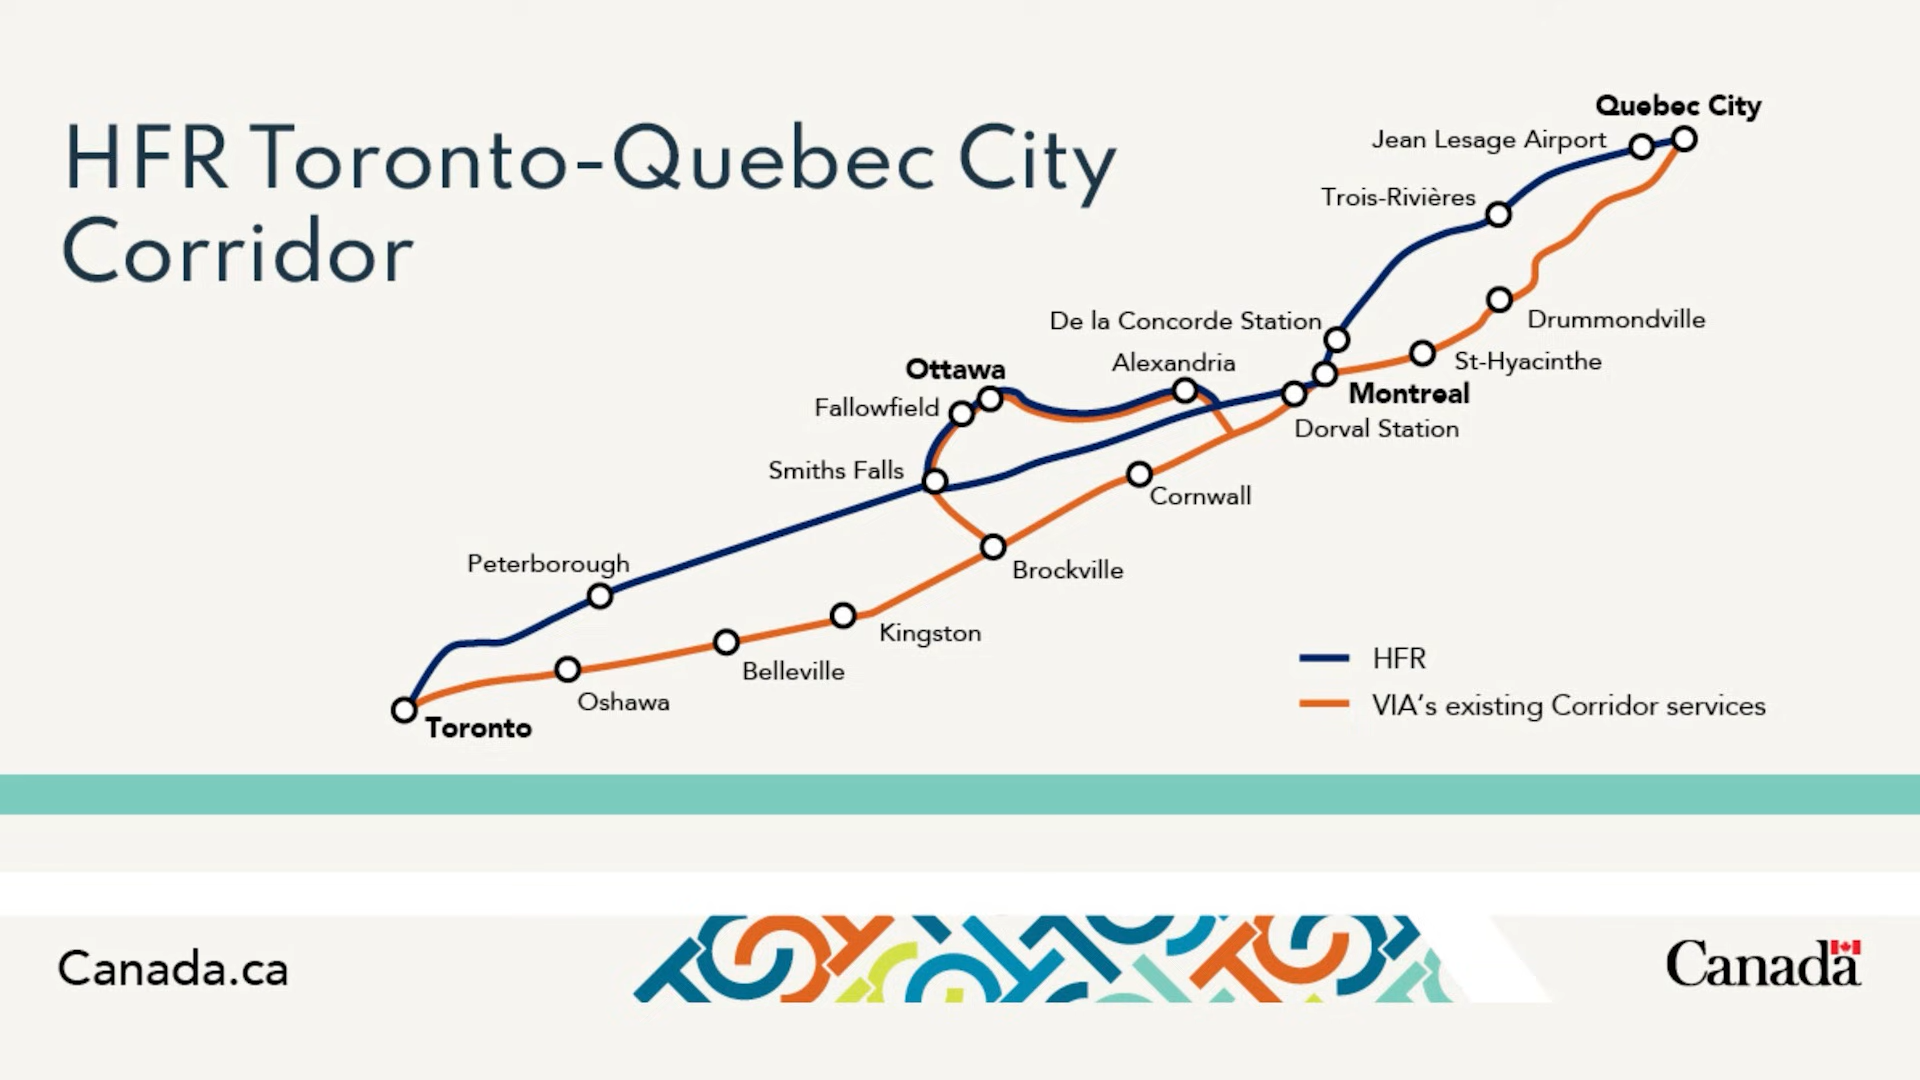 HFR Toronto-Quebec City
Corridor
Quebec City
Jean Lesage Airport
Trois-Rivières
De la Concorde Station
Drummondville
Alexandria
St-Hyacinthe
Ottawa
Montreal
Fallowfield
Dorval Station
Smiths Falls
Cornwall
Peterborough
Brockville
Kingston
Belleville
Oshawa
Toronto
HFR
VIA's existing Corridor services
Canada.ca
Canada